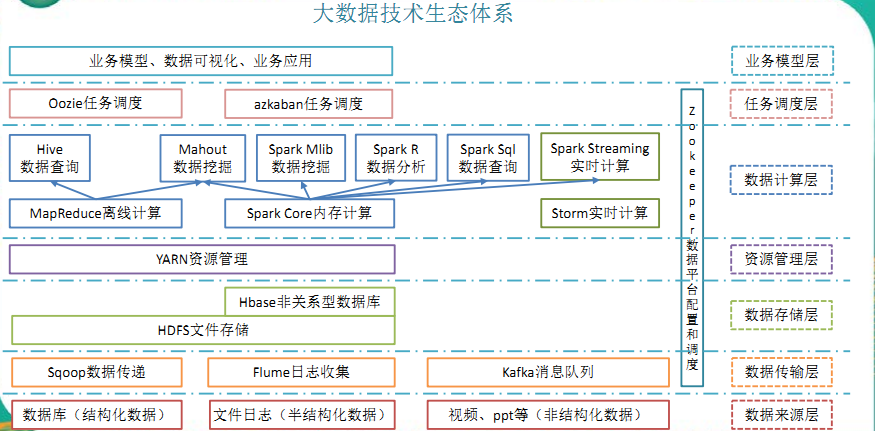 大数据技术生态体系
业务模型、数据可视化、业务应用
业务模型层
Oozie任务调度
azkaban任务调度
任务调度层
Hive
数据查询
Mahout
数据挖掘
Spark Mlib
数据挖掘
Spark R
数据分析
Spark Sql
数据查询
Spark Streaming
实时计算
数据计算层
MapReduce离线计算
Spark Core内存计算
Storm实时计算
Zookeeper数据平台配置和调度
YARN资源管理
资源管理层
Hbase非关系型数据库
HDFS文件存储
数据存储层
Sqoop数据传递
Flume日志收集
Kafka消息队列
数据传输层
数据库（结构化数据）
文件日志（半结构化数据）
视频、ppt等（非结构化数据）
数据来源层